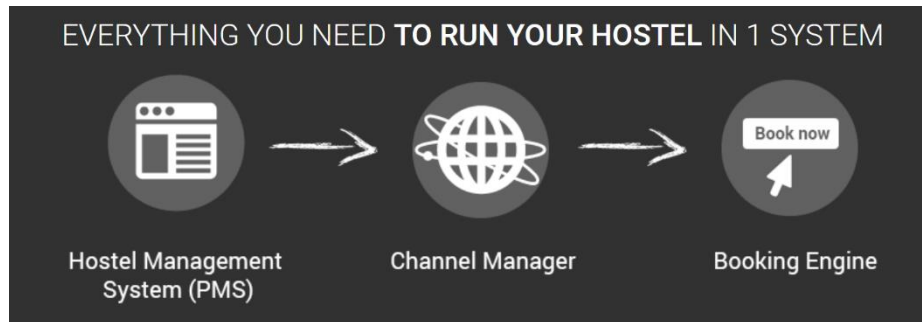 EVERYTHING YOU NEED TO RUN YOUR HOSTEL IN 1 SYSTEM
Book now
Hostel Management
System (PMS)
Channel Manager
Booking Engine